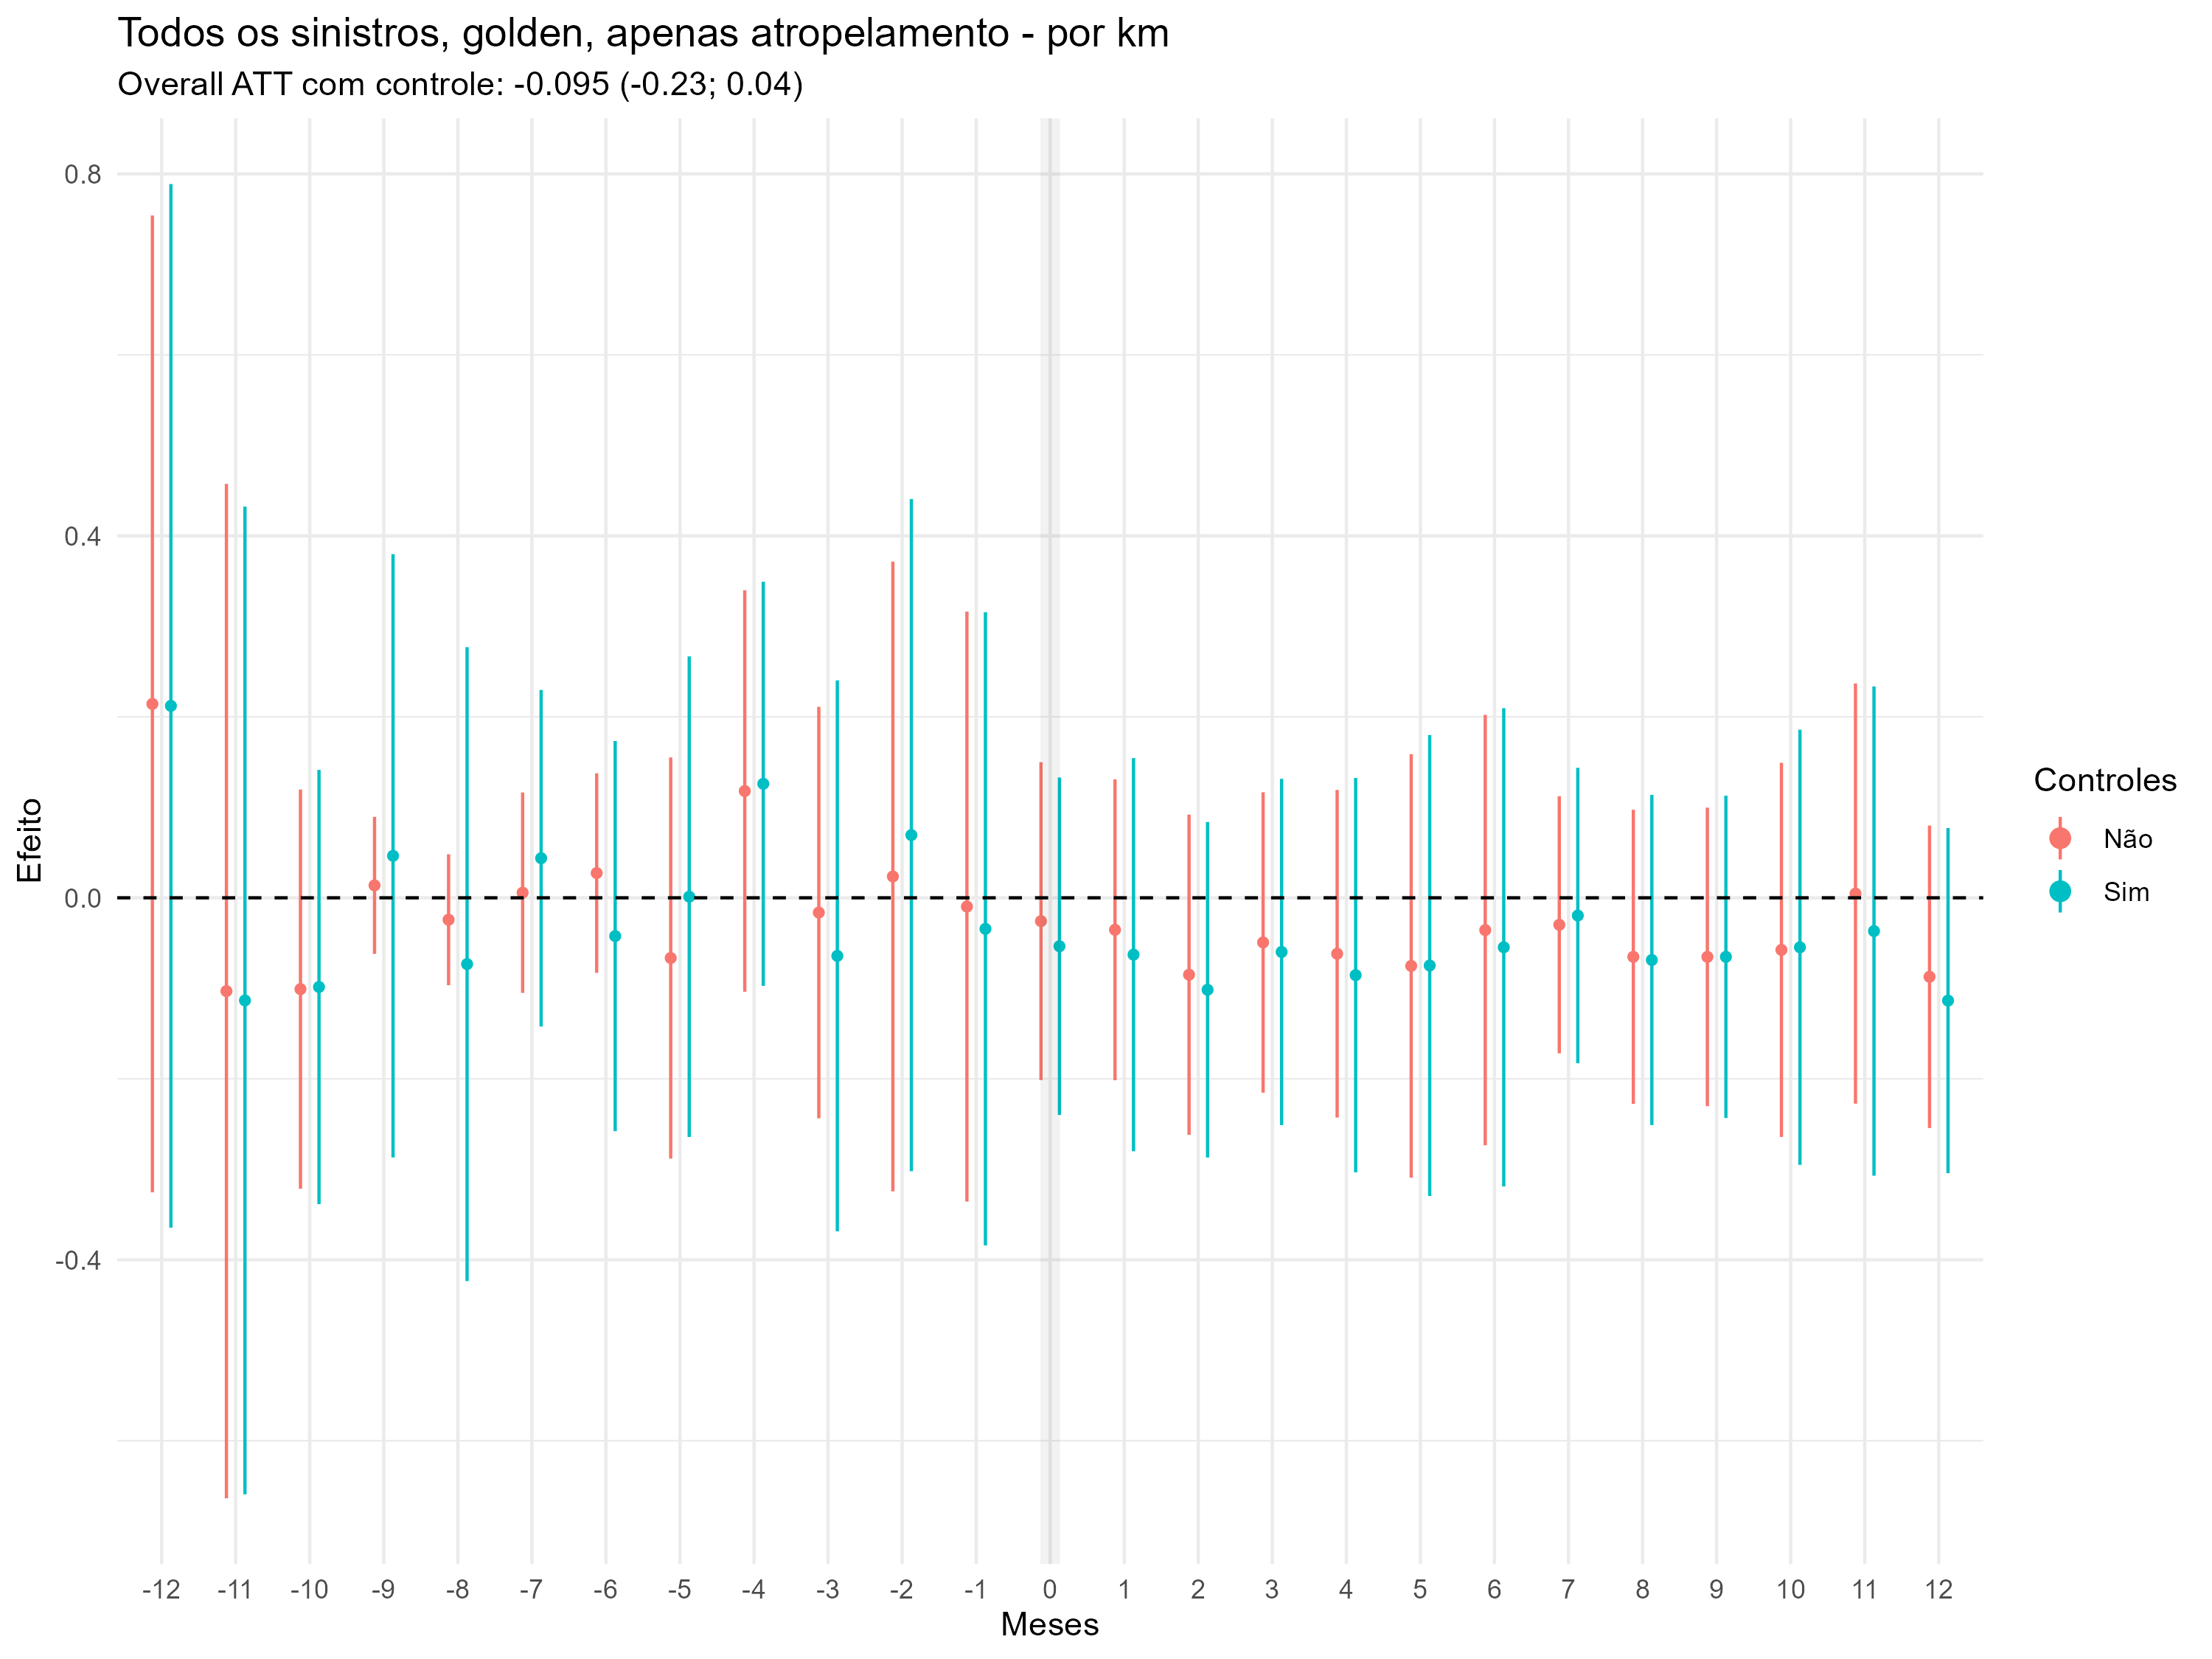 Todos os sinistros, golden, apenas atropelamento - por km
Overall ATT com controle: -0.095 (-0.23; 0.04)
0.8
0.4
0.0
-0.4
Efeito
-12 -11 -10 -9 -8 -7 -6 -5 -4 -3 -2 -1 0 1 2 3 4 5 6 7 8 9 10 11 12
Meses
Controles
Não
Sim